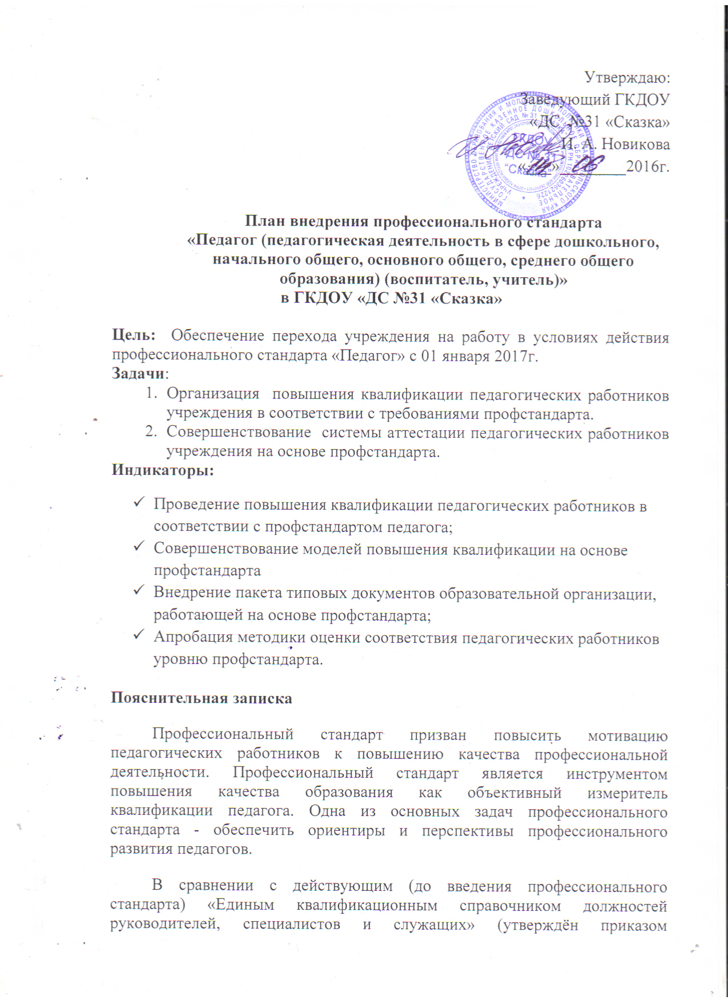 Утверждаю:
Заведующий ГКДОУ
«ДС №31 «Сказка»
И. А. Новикова
« » 06 2016г.
ГКДОУ
"ДС № 31
"Сказка"
План внедрения профессионального стандарта
«Педагог (педагогическая деятельность в сфере дошкольного,
начального общего, основного общего, среднего общего
образования) (воспитатель, учитель)»
в ГКДОУ «ДС №31 «Сказка»
Цель: Обеспечение перехода учреждения на работу в условиях действия
профессионального стандарта «Педагог» с 01 января 2017г.
Задачи:
1. Организация повышения квалификации педагогических работников
учреждения в соответствии с требованиями профстандарта.
2. Совершенствование системы аттестации педагогических работников
учреждения на основе профстандарта.
Индикаторы:
✓ Проведение повышения квалификации педагогических работников в
соответствии с профстандартом педагога;
✓ Совершенствование моделей повышения квалификации на основе
профстандарта
✓ Внедрение пакета типовых документов образовательной организации,
работающей на основе профстандарта;
✓ Апробация методики оценки соответствия педагогических работников
уровню профстандарта.
Пояснительная записка
Профессиональный стандарт призван повысить мотивацию
педагогических работников к повышению качества профессиональной
деятельности. Профессиональный стандарт является инструментом
повышения качества образования как объективный измеритель
квалификации педагога. Одна из основных задач профессионального
стандарта - обеспечить ориентиры и перспективы профессионального
развития педагогов.
В сравнении с действующим (до введения профессионального
стандарта) «Единым квалификационным справочником должностей
руководителей, специалистов и служащих» (утверждён приказом